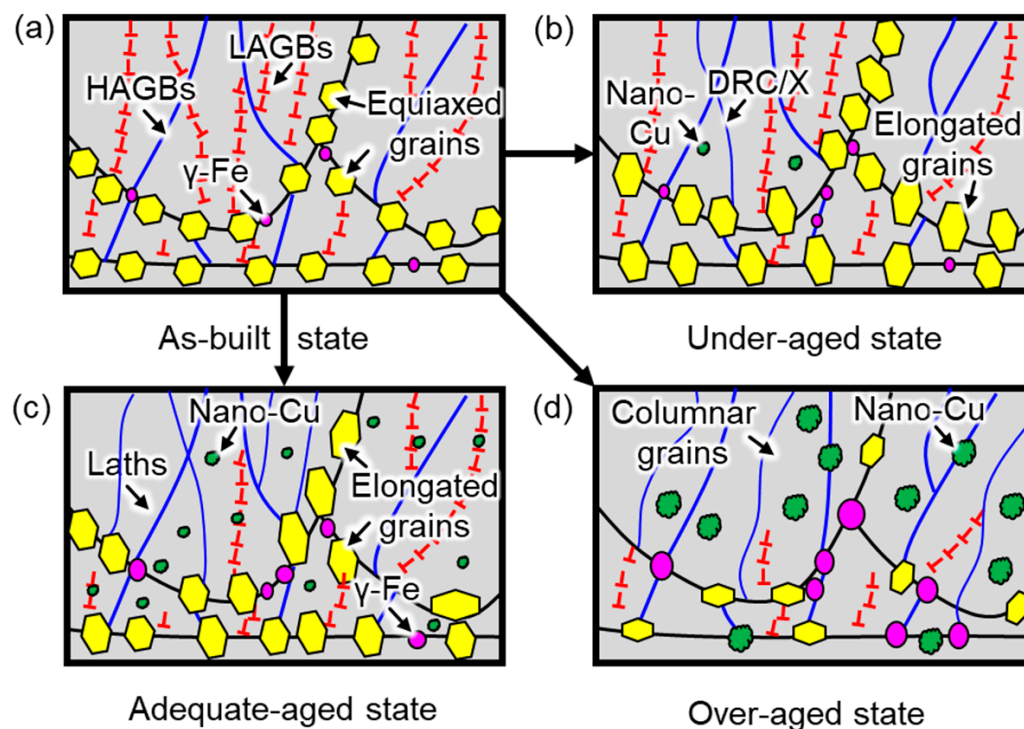 (a)
LAGBs
HAGBs
Equiaxed
grains
γ-Fe
(b)
Nano-
Cu
DRC/X
Elongated
grains
As-built state
Under-aged state
(c)
Nano-Cu
Laths
Elongated
grains
γ-Fe
(d)
Columnar
grains
Nano-Cu
Adequate-aged state
Over-aged state